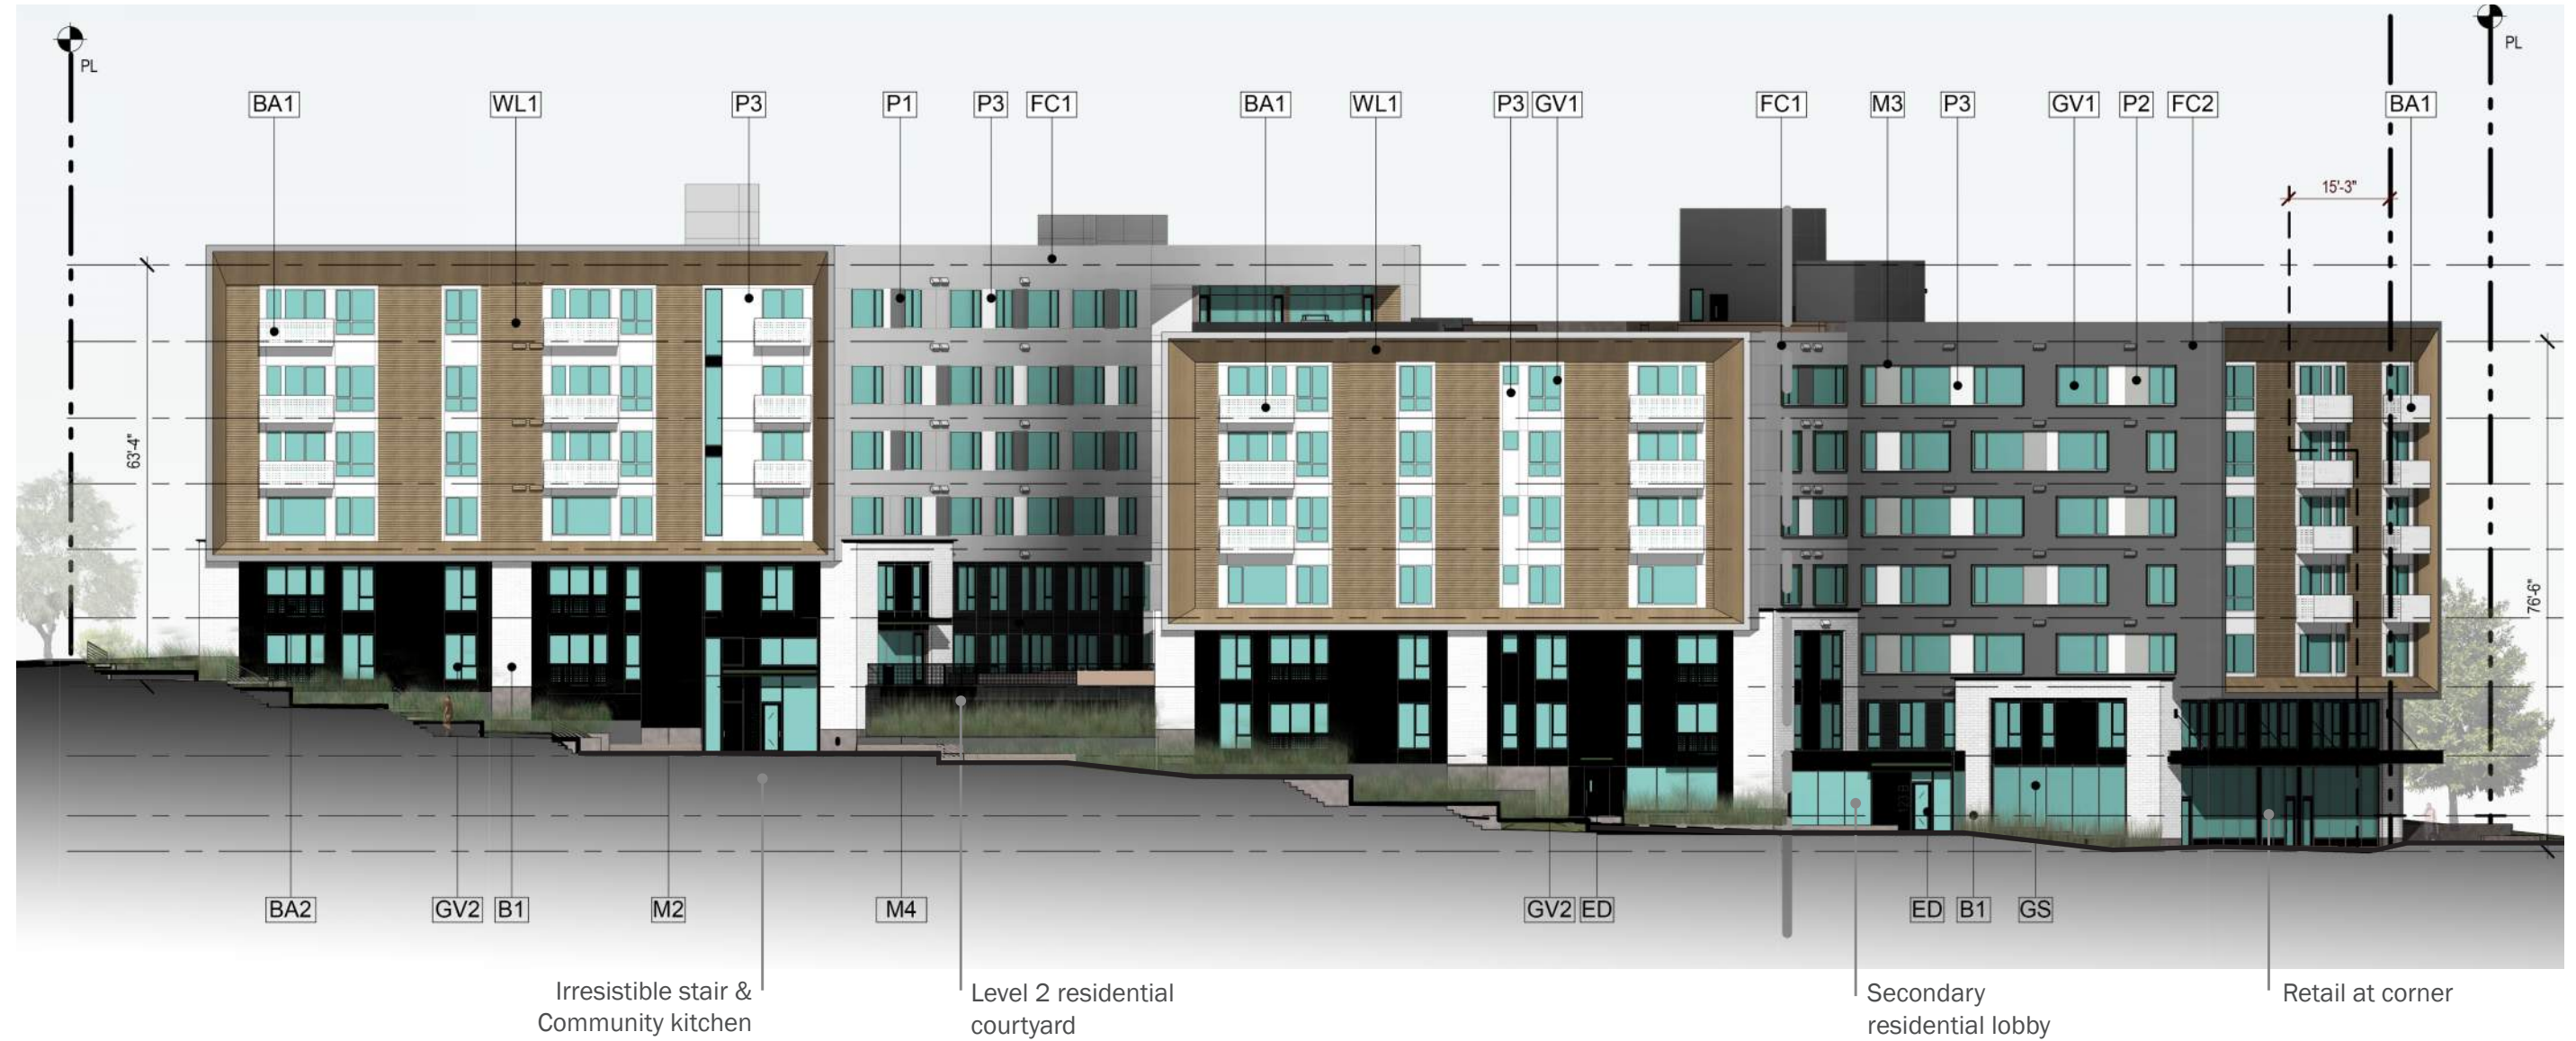 PL
PL
BA1
WL1
P3
P1
P3
FC1
BA1
WL1
P3
GV1
FC1
M3
P3
GV1
P2
FC2
BA1
15'-3"
63'-4"
76'-6"
BA2
GV2
B1
M2
M4
GV2
ED
ED
B1
GS
Irresistible stair &
Community kitchen
Level 2 residential
courtyard
Secondary
residential lobby
Retail at corner